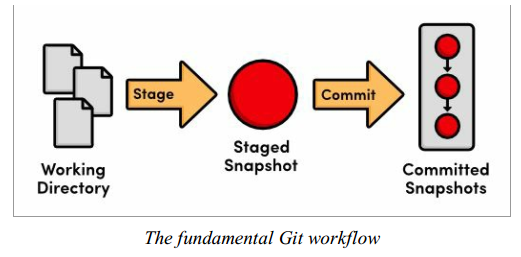 Stage
Commit
Working
Directory
Staged
Snapshot
Committed
Snapshots
The fundamental Git workflow